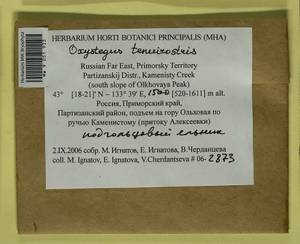 HERBARIUM HORTI BOTANICI PRINCIPALIS (MHA)
Oxystegus tenuirostris
Russian Far East, Primorsky Territory
Partizanskij Distr., Kamenisty Creek
(south slope of Olkhovaya Peak)
43° [18-21]' N – 133° 39' E, 1500 [520-1611] m alt.
Россия, Приморский край,
Партизанский район, подъем на гору Ольховая по
ручью Каменистому (притоку Алексеевки)
подгольцовый ельник
2.IX.2006 собр. М. Игнатов, Е. Игнатова, В. Черданцева
coll. M. Ignatov, E. Ignatova, V.Cherdantseva # 06-2873